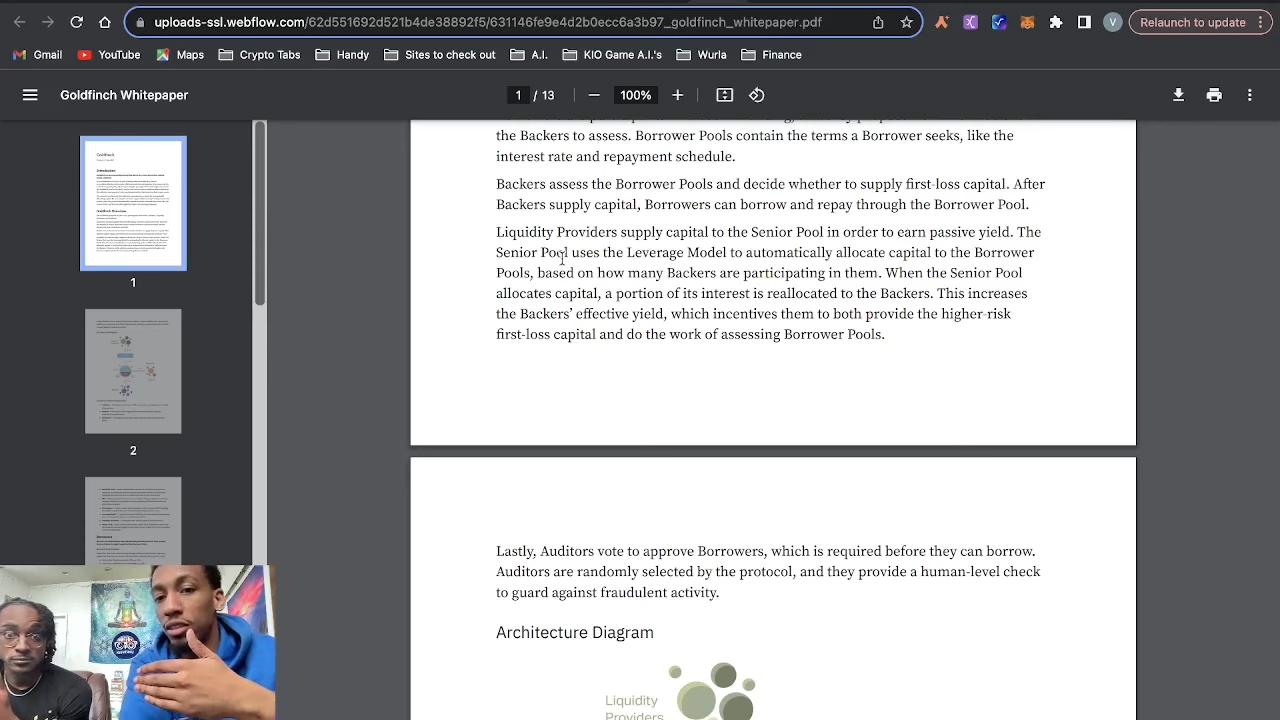 uploads-ssl.webflow.com/62d551692d521b4de38892f5/631146fe9e4d2b0ecc6a3b97_goldfinch_whitepaper.pdf
V
Relaunch to update
Gmail
YouTube
Maps
Crypto Tabs
Handy
Sites to check out
A.I.
KIO Game A.I.'s
Wurla
Finance
Goldfinch Whitepaper
1 / 13
100%
1
2
the Backers to assess. Borrower Pools contain the terms a Borrower seeks, like the
interest rate and repayment schedule.
Backers assess the Borrower Pools and decide whether to supply first-loss capital. After
Backers supply capital, Borrowers can borrow and repay through the Borrower Pool.
Liquidity Providers supply capital to the Senior Pool in order to earn passive yield. The
Senior Pool uses the Leverage Model to automatically allocate capital to the Borrower
Pools, based on how many Backers are participating in them. When the Senior Pool
allocates capital, a portion of its interest is reallocated to the Backers. This increases
the Backers' effective yield, which incentives them to both provide the higher-risk
first-loss capital and do the work of assessing Borrower Pools.
Lastly, Auditors vote to approve Borrowers, which is required before they can borrow.
Auditors are randomly selected by the protocol, and they provide a human-level check
to guard against fraudulent activity.
Architecture Diagram
Liquidity
Providers